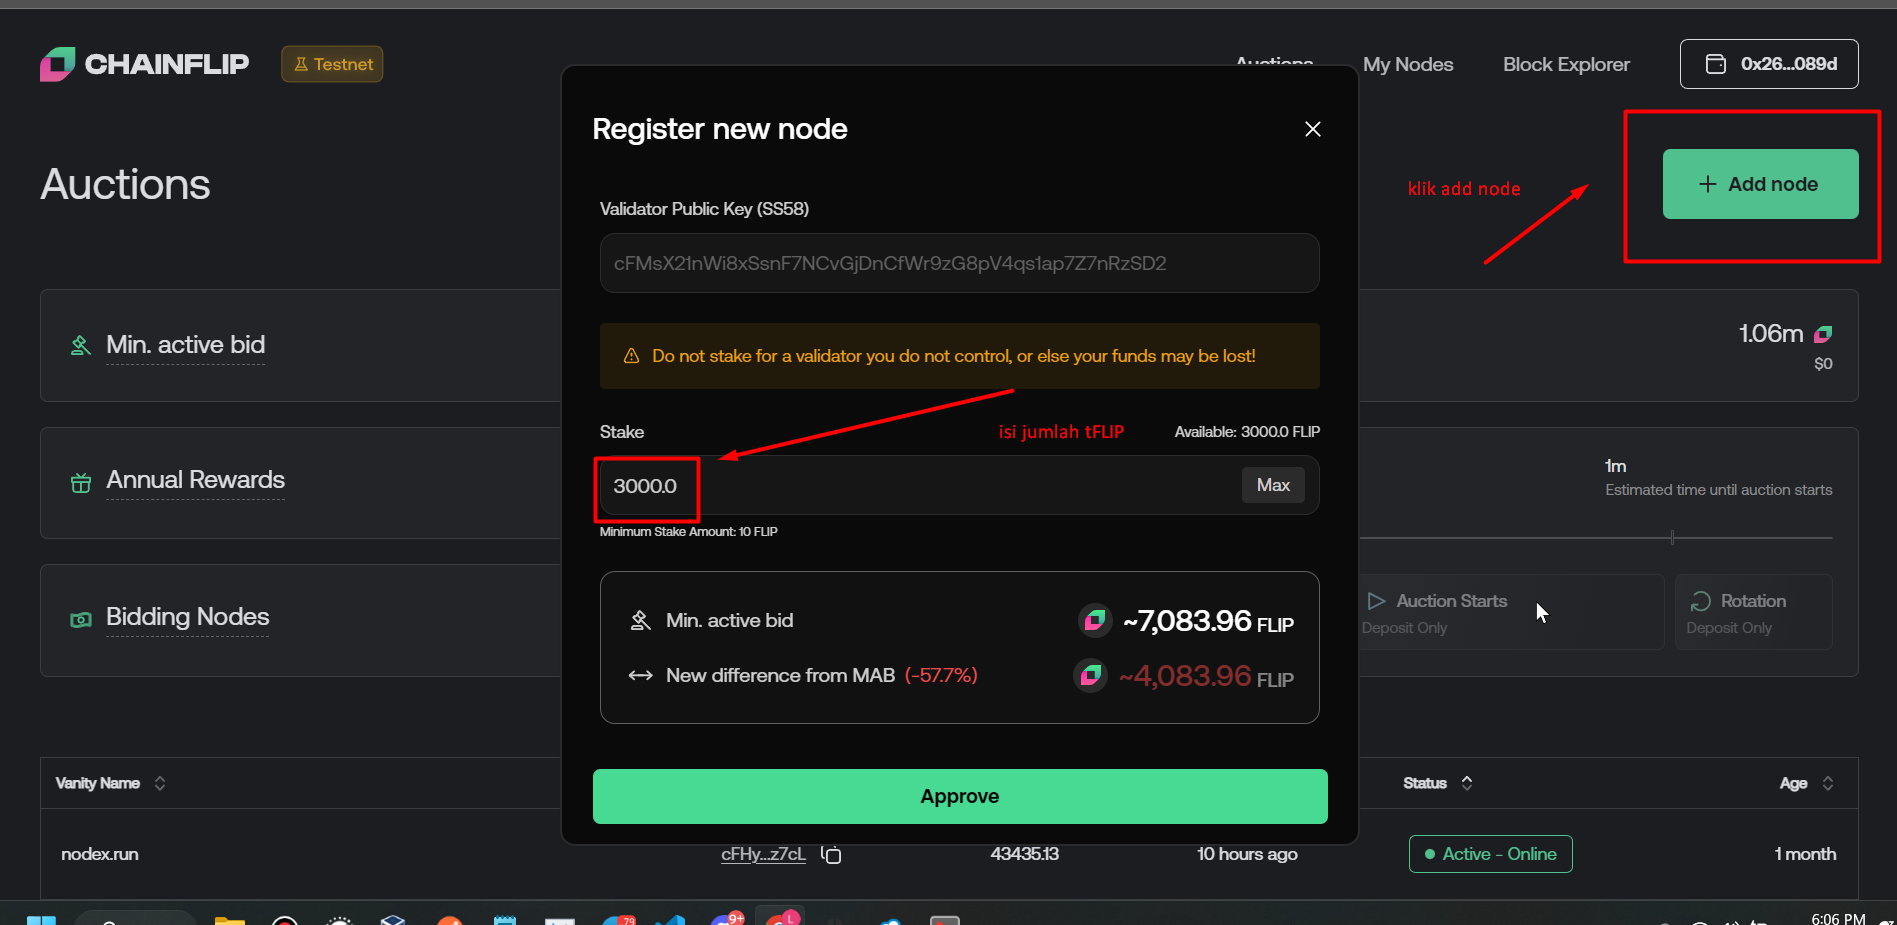 CHAINFLIP
Testnet
Auctions
My Nodes
Block Explorer
0x26...089d
Auctions
klik add node
+ Add node
Register new node
Validator Public Key (SS58)
cFMsX21nWi8xSsnF7NCvGjDnCfWr9zG8pV4qs1ap7Z7nRzSD2
Do not stake for a validator you do not control, or else your funds may be lost!
Stake
isi jumlah tFLIP
Available: 3000.0 FLIP
3000.0
Max
Minimum Stake Amount: 10 FLIP
Min. active bid
~7,083.96 FLIP
New difference from MAB (-57.7%)
~4,083.96 FLIP
Approve
Min. active bid
1.06m
$0
Annual Rewards
1m
Estimated time until auction starts
Bidding Nodes
Auction Starts
Deposit Only
Rotation
Deposit Only
Vanity Name
Status
Age
nodex.run
cFHy...z7cL
43435.13
10 hours ago
Active - Online
1 month
79
9+
L
6:06 PM